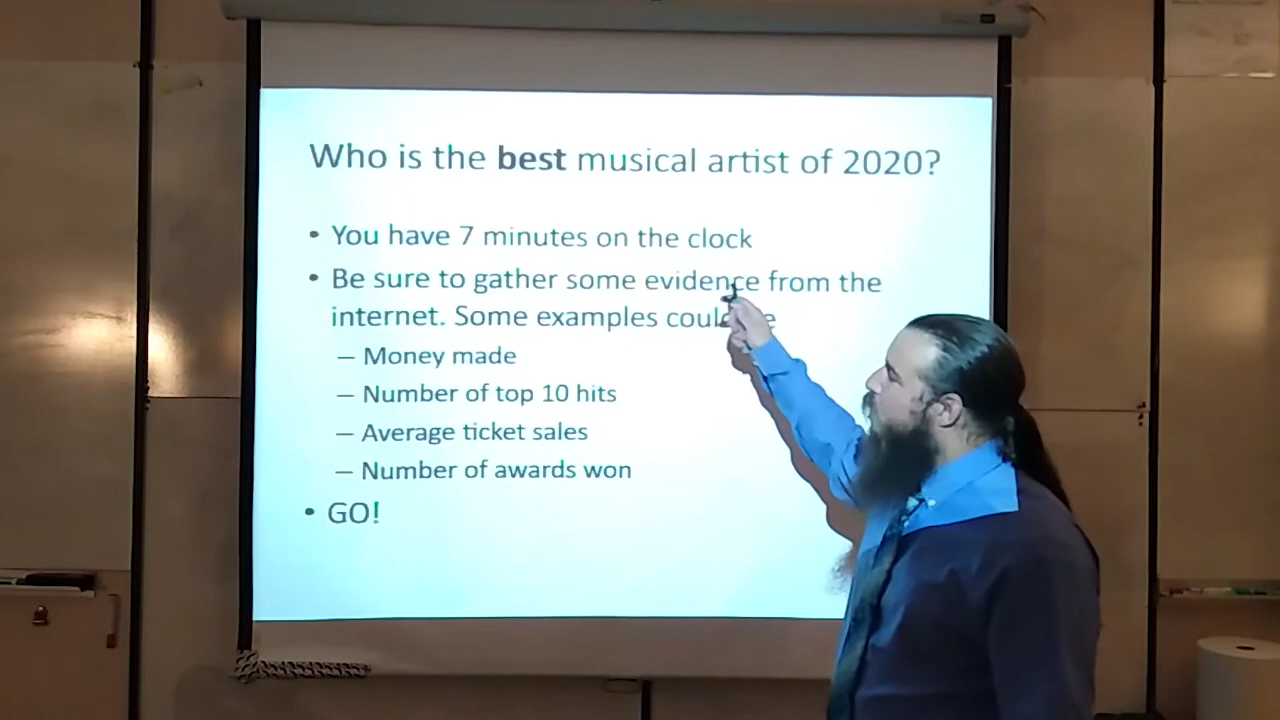 Who is the best musical artist of 2020?
• You have 7 minutes on the clock
• Be sure to gather some evidence from the
internet. Some examples could
– Money made
– Number of top 10 hits
– Average ticket sales
– Number of awards won
• GO!